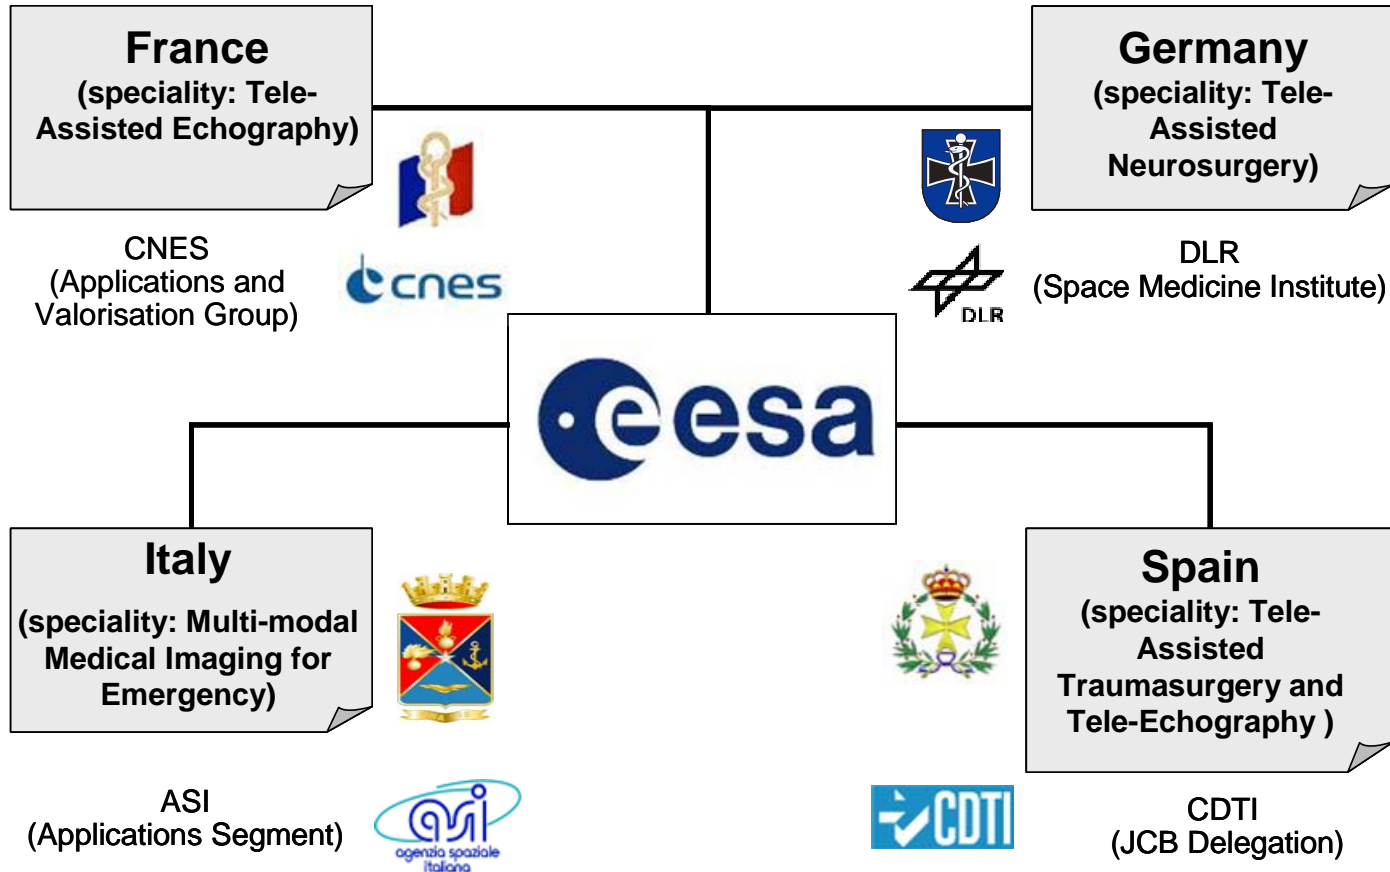 France
(speciality: Tele-
Assisted Echography)
CNES
(Applications and
Valorisation Group)
cnes
Germany
(speciality: Tele-
Assisted
Neurosurgery)
DLR
(Space Medicine Institute)
DLR
esa
Italy
(speciality: Multi-modal
Medical Imaging for
Emergency)
ASI
(Applications Segment)
asi
agenzia spaziale
italiana
Spain
(speciality: Tele-
Assisted
Traumasurgery and
Tele-Echography )
CDTI
CDTI
(JCB Delegation)